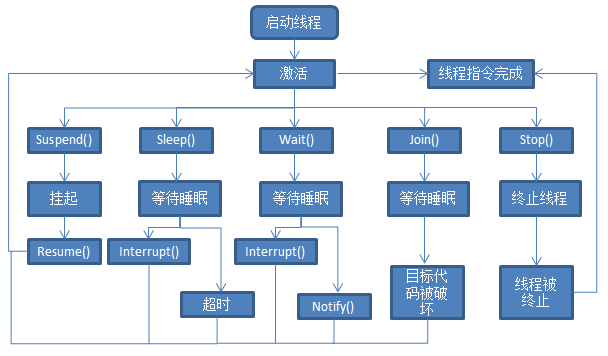 启动线程
激活
线程指令完成
Suspend()
Sleep()
Wait()
Join()
Stop()
挂起
等待睡眠
等待睡眠
等待睡眠
终止线程
Resume()
Interrupt()
Interrupt()
超时
Notify()
目标代
码被破
坏
线程被
终止